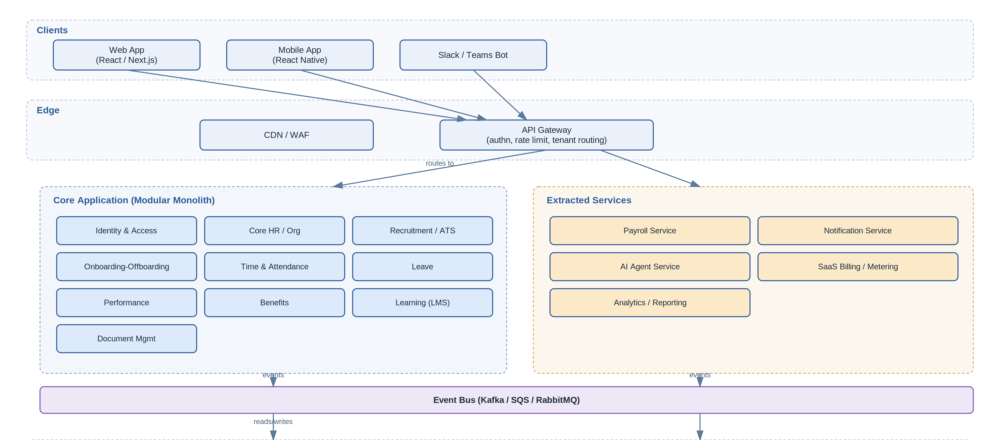 Clients
Web App
(React / Next.js)
Mobile App
(React Native)
Slack / Teams Bot
Edge
CDN / WAF
API Gateway
(authn, rate limit, tenant routing)
routes to
Core Application (Modular Monolith)
Identity & Access
Core HR / Org
Recruitment / ATS
Onboarding-Offboarding
Time & Attendance
Leave
Performance
Benefits
Learning (LMS)
Document Mgmt
Extracted Services
Payroll Service
Notification Service
AI Agent Service
SaaS Billing / Metering
Analytics / Reporting
events
events
Event Bus (Kafka / SQS / RabbitMQ)
reads/writes